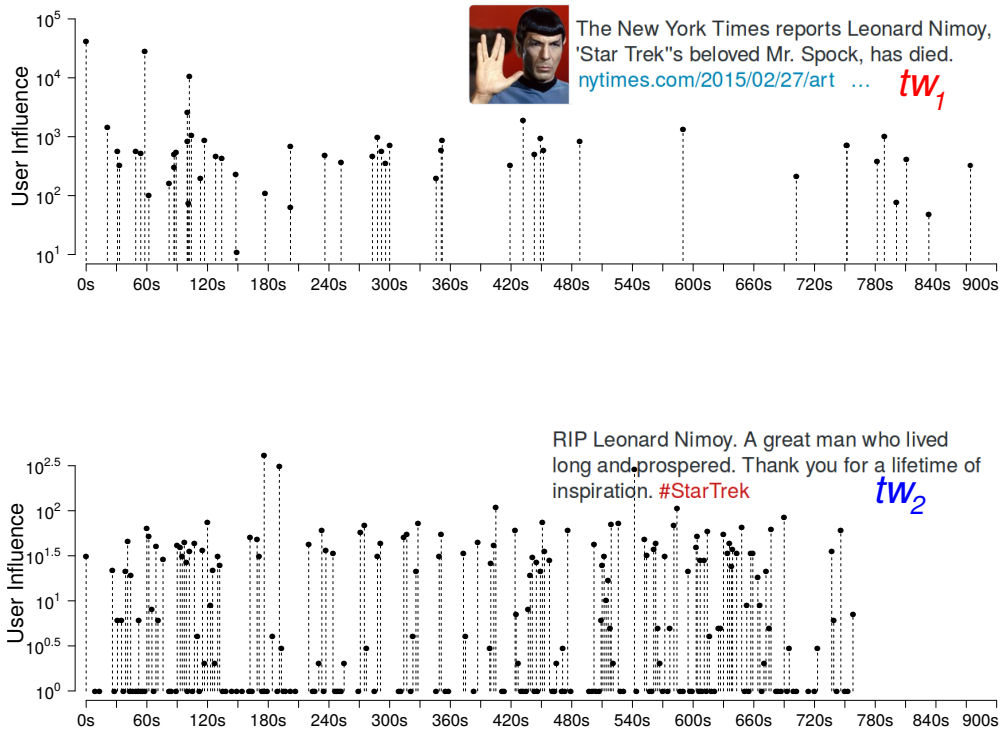 The New York Times reports Leonard Nimoy,
'Star Trek''s beloved Mr. Spock, has died.
nytimes.com/2015/02/27/art ...
tw1
User Influence
10^5
10^4
10^3
10^2
10^1
0s 60s 120s 180s 240s 300s 360s 420s 480s 540s 600s 660s 720s 780s 840s 900s
RIP Leonard Nimoy. A great man who lived
long and prospered. Thank you for a lifetime of
inspiration. #StarTrek
tw2
User Influence
10^2.5
10^2
10^1.5
10^1
10^0.5
10^0
0s 60s 120s 180s 240s 300s 360s 420s 480s 540s 600s 660s 720s 780s 840s 900s